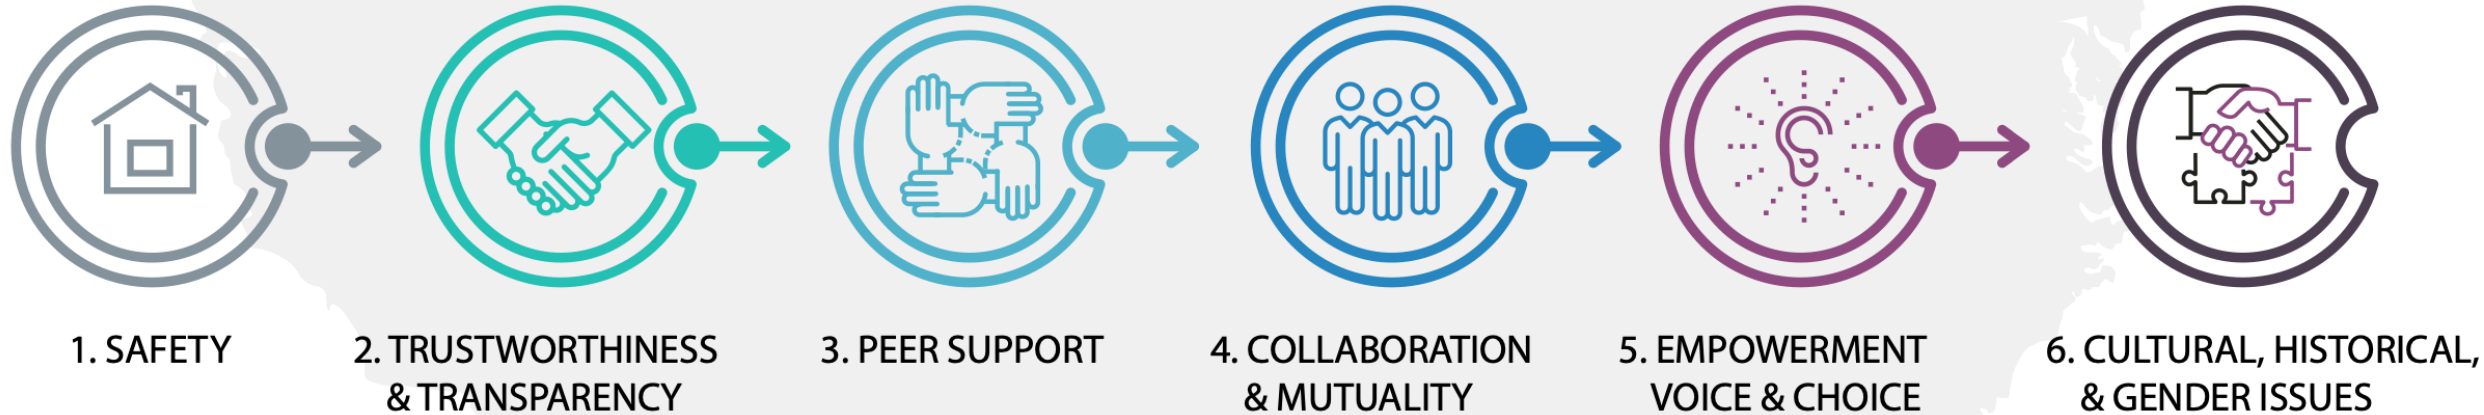 1. SAFETY
2. TRUSTWORTHINESS
& TRANSPARENCY
3. PEER SUPPORT
4. COLLABORATION
& MUTUALITY
5. EMPOWERMENT
VOICE & CHOICE
6. CULTURAL, HISTORICAL,
& GENDER ISSUES